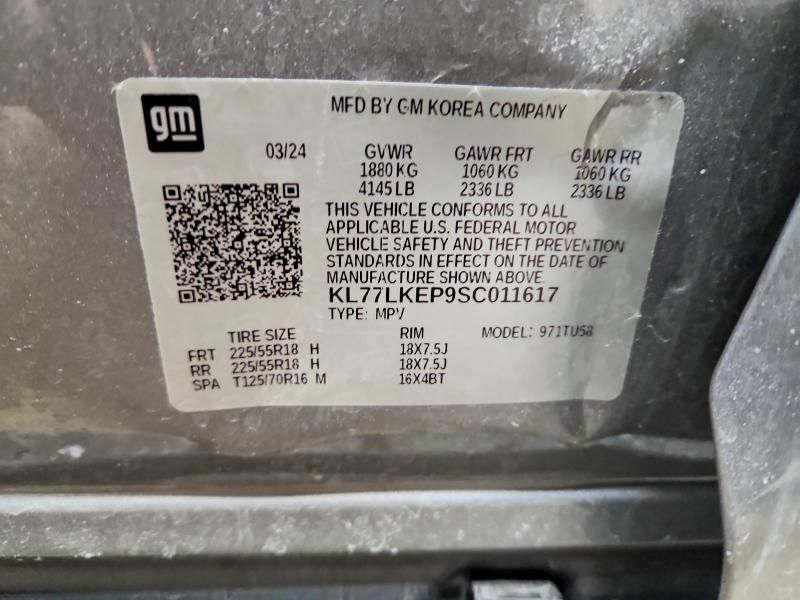 gm
MFD BY GM KOREA COMPANY
03/24 GVWR GAWR FRT GAWR RR
1880 KG 1060 KG 1060 KG
4145 LB 2336 LB 2336 LB
THIS VEHICLE CONFORMS TO ALL
APPLICABLE U.S. FEDERAL MOTOR
VEHICLE SAFETY AND THEFT PREVENTION
STANDARDS IN EFFECT ON THE DATE OF
MANUFACTURE SHOWN ABOVE.
KL77LKEP9SC011617
TYPE: MPV
TIRE SIZE RIM MODEL: 971TU58
FRT 225/55R18 H 18X7.5J
RR 225/55R18 H 18X7.5J
SPA T125/70R16 M 16X4BT